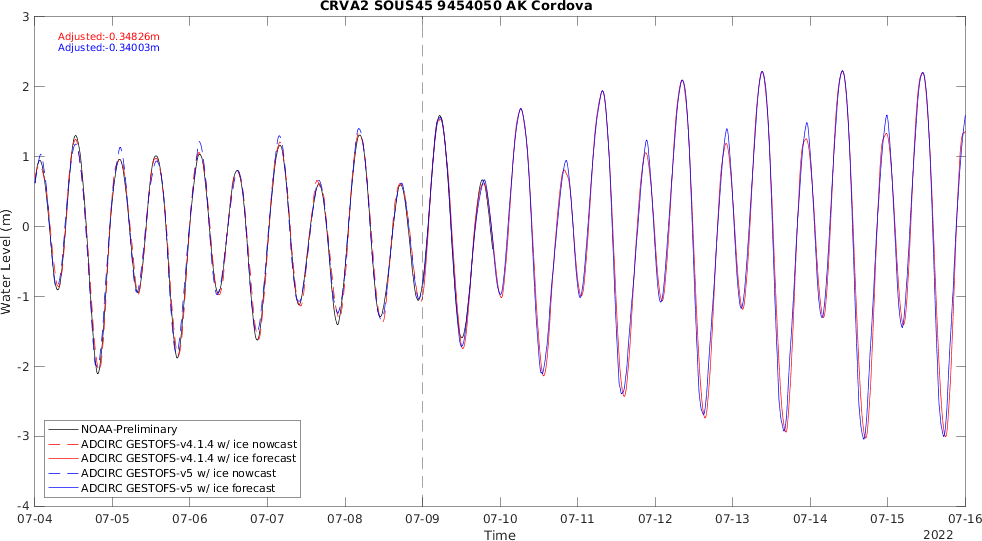 CRVA2 SOUS45 9454050 AK Cordova
Adjusted:-0.34826m
Adjusted:-0.34003m
3
2
1
0
-1
-2
-3
-4
Water Level (m)
NOAA-Preliminary
ADCIRC GESTOFS-v4.1.4 w/ ice nowcast
ADCIRC GESTOFS-v4.1.4 w/ ice forecast
ADCIRC GESTOFS-v5 w/ ice nowcast
ADCIRC GESTOFS-v5 w/ ice forecast
07-04 07-05 07-06 07-07 07-08 07-09 07-10 07-11 07-12 07-13 07-14 07-15 07-16
Time
2022